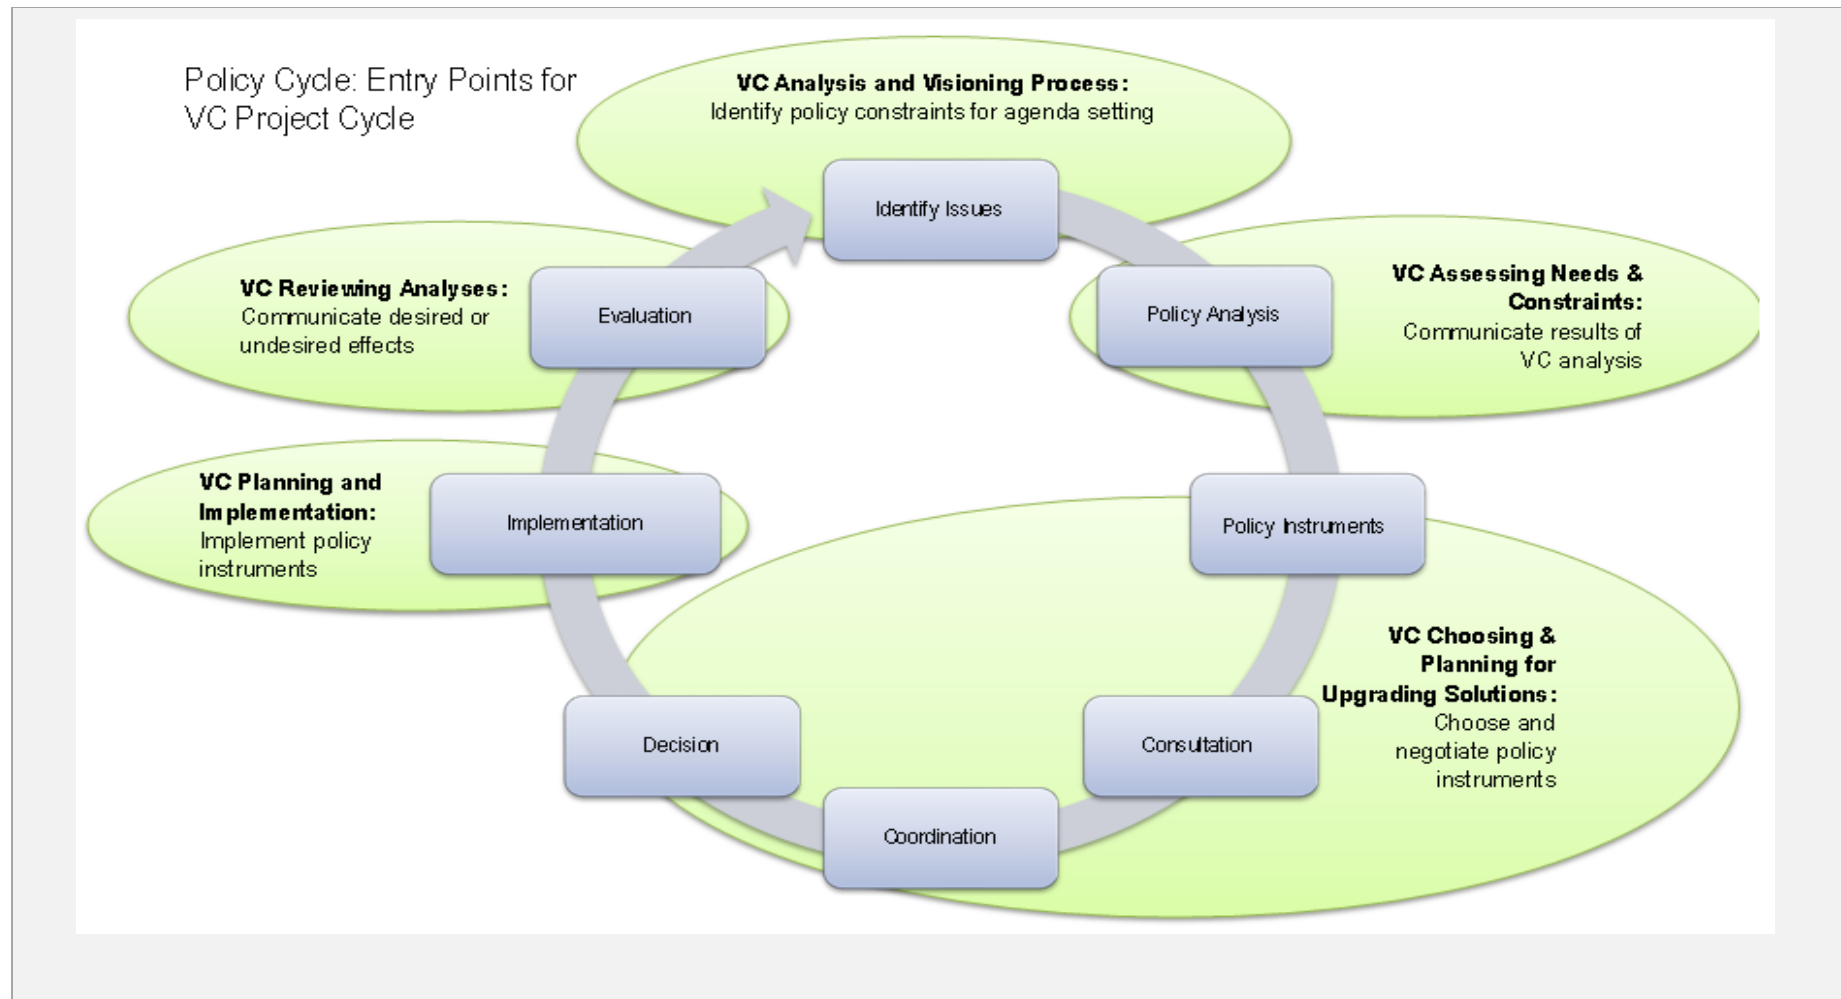 Policy Cycle: Entry Points for
VC Project Cycle
VC Analysis and Visioning Process:
Identify policy constraints for agenda setting
Identify Issues
VC Assessing Needs &
Constraints:
Communicate results of
VC analysis
Policy Analysis
Policy Instruments
VC Choosing &
Planning for
Upgrading Solutions:
Choose and
negotiate policy
instruments
Consultation
Coordination
Decision
VC Planning and
Implementation:
Implement policy
instruments
Implementation
VC Reviewing Analyses:
Communicate desired or
undesired effects
Evaluation